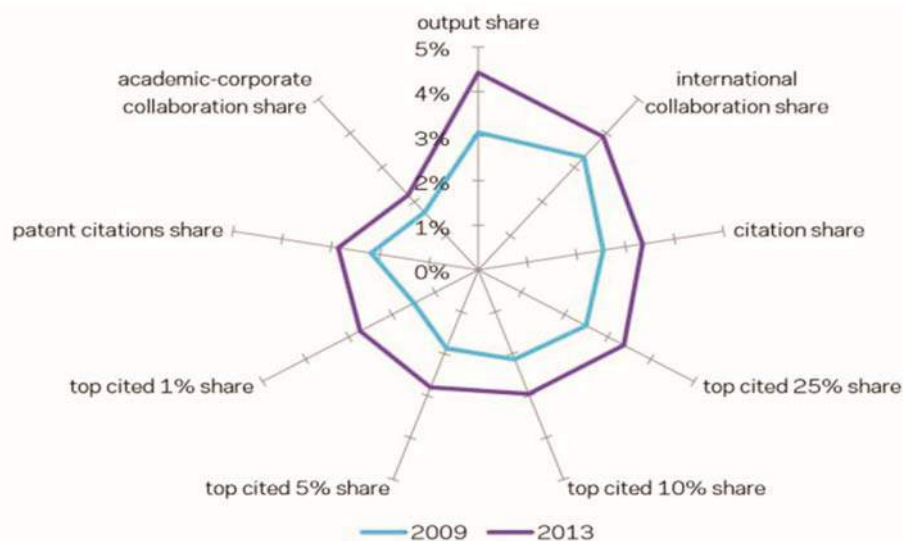 output share
5%
4%
3%
2%
1%
0%
international
collaboration share
citation share
top cited 25% share
top cited 10% share
top cited 5% share
top cited 1% share
patent citations share
academic-corporate
collaboration share
2009 2013